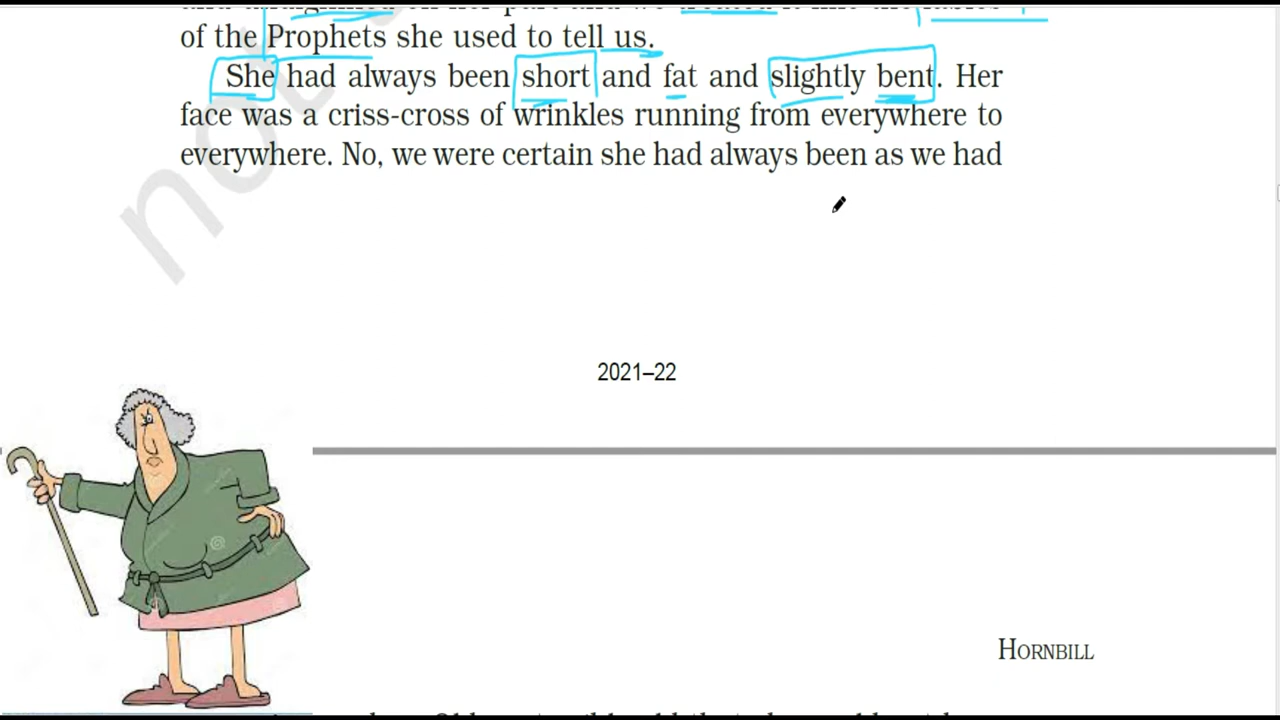 of the Prophets she used to tell us.
She had always been short and fat and slightly bent. Her
face was a criss-cross of wrinkles running from everywhere to
everywhere. No, we were certain she had always been as we had
not
2021–22
HORNBILL